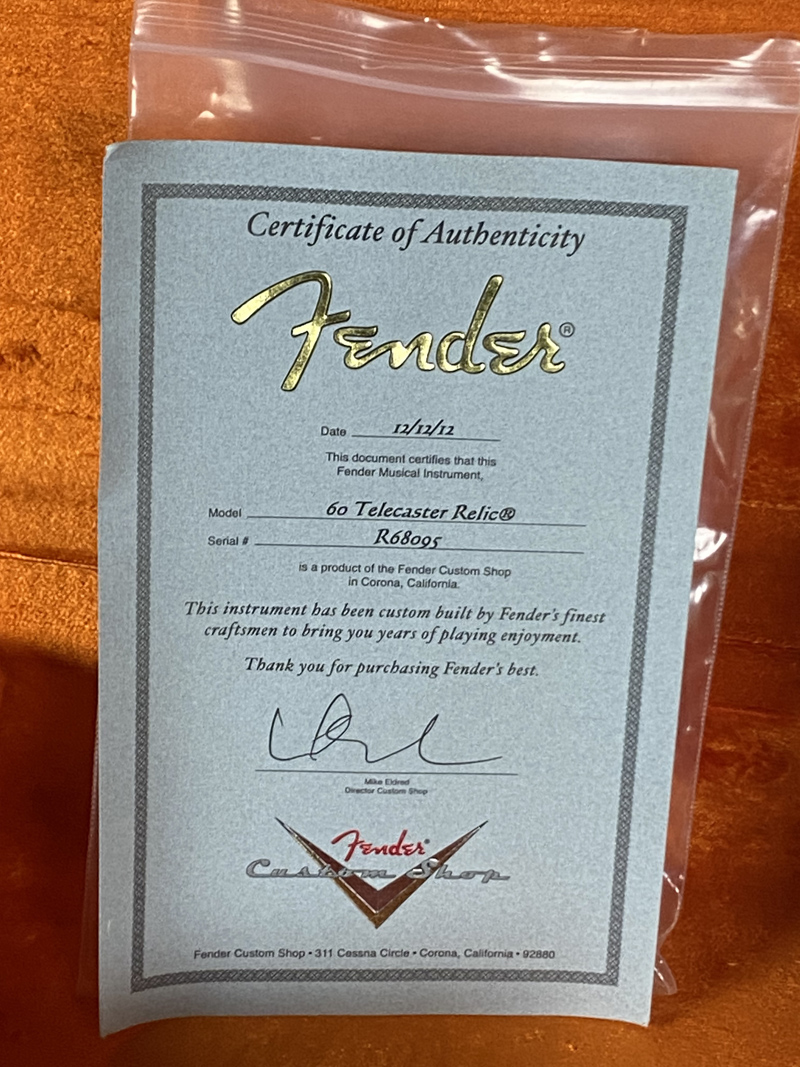 Certificate of Authenticity
Fender®
Date 12/12/12
This document certifies that this
Fender Musical Instrument,
Model 60 Telecaster Relic®
Serial # R68095
is a product of the Fender Custom Shop
in Corona, California.
This instrument has been custom built by Fender's finest
craftsmen to bring you years of playing enjoyment.
Thank you for purchasing Fender's best.
Mike Eldred
Director Custom Shop
Fender®
Custom Shop
Fender Custom Shop • 311 Cessna Circle • Corona, California • 92880